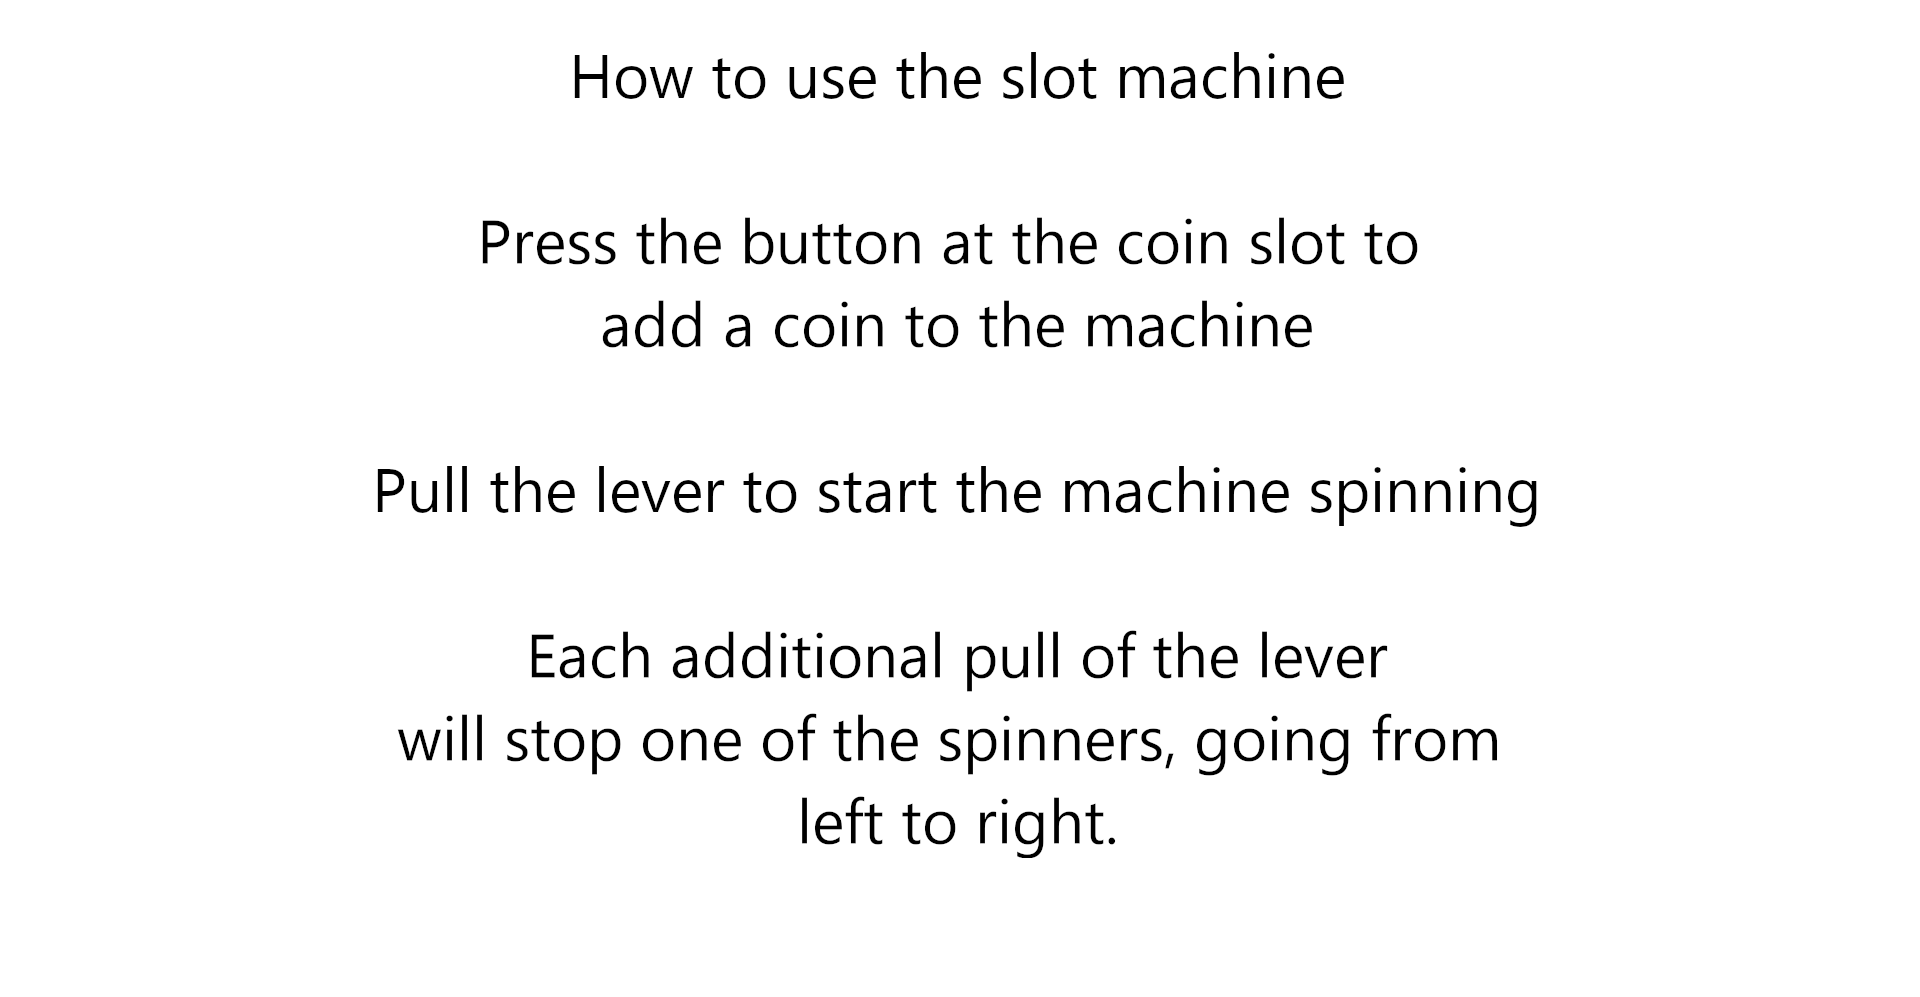 How to use the slot machine
Press the button at the coin slot to
add a coin to the machine
Pull the lever to start the machine spinning
Each additional pull of the lever
will stop one of the spinners, going from
left to right.